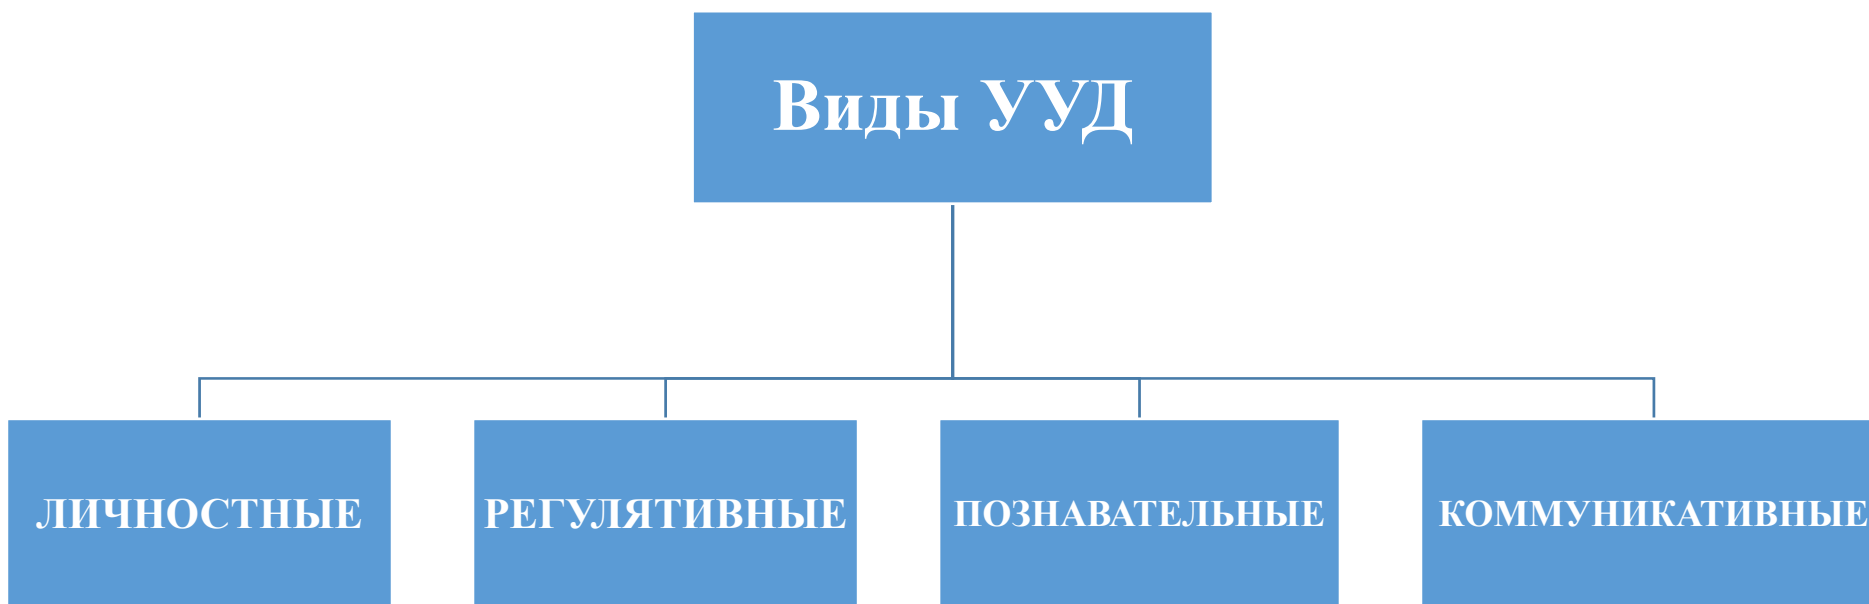 Виды УУД
ЛИЧНОСТНЫЕ
РЕГУЛЯТИВНЫЕ
ПОЗНАВАТЕЛЬНЫЕ
КОММУНИКАТИВНЫЕ